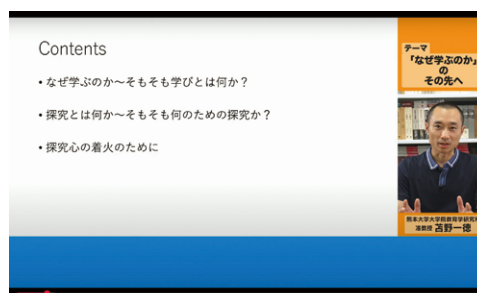 Contents
• なぜ学ぶのか～そもそも学びとは何か？
• 探究とは何か～そもそも何のための探究か？
• 探究心の着火のために
テーマ
「なぜ学ぶのか」
の
その先へ
熊本大学大学院教育学研究科
准教授 苫野一徳